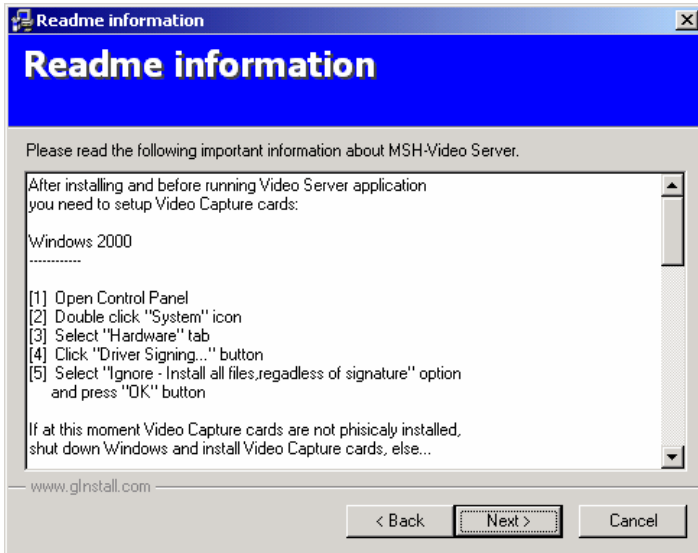 Readme information
Readme information
Please read the following important information about MSH-Video Server.
After installing and before running Video Server application
you need to setup Video Capture cards:
Windows 2000
------------
[1] Open Control Panel
[2] Double click "System" icon
[3] Select "Hardware" tab
[4] Click "Driver Signing..." button
[5] Select "Ignore - Install all files,regadless of signature" option
and press "OK" button
If at this moment Video Capture cards are not phisicaly installed,
shut down Windows and install Video Capture cards, else...
www.gInstall.com
< Back Next > Cancel